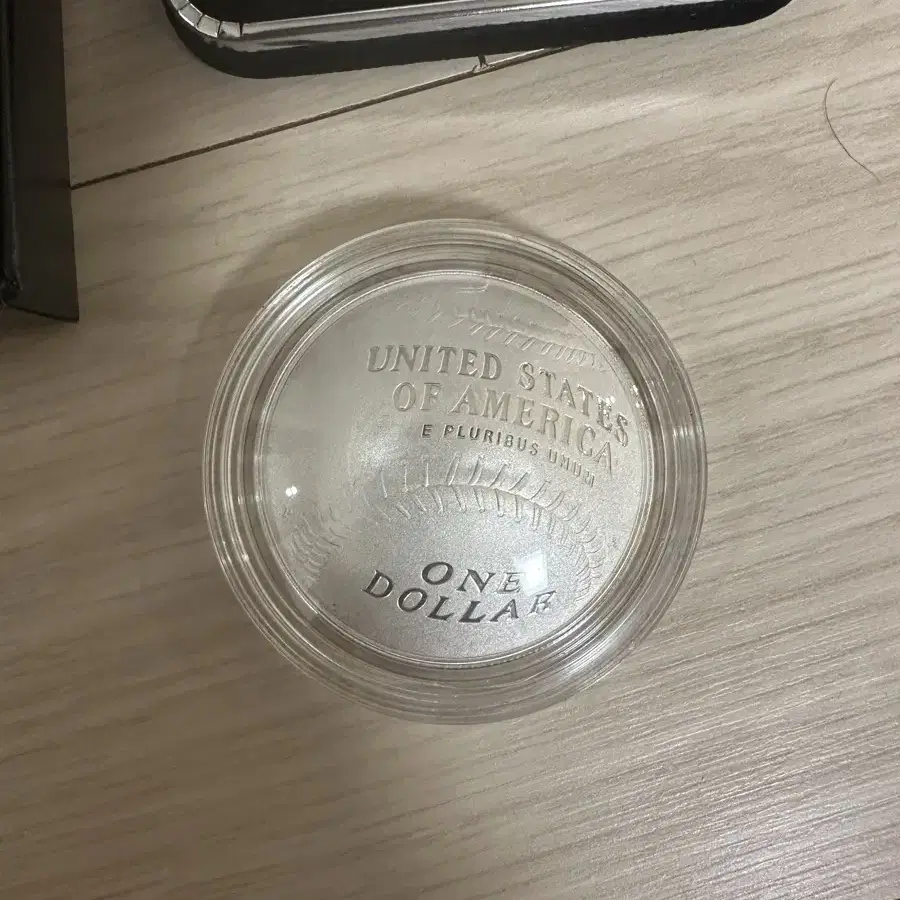 UNITED STATES
OF AMERICA
E PLURIBUS UNUM
ONE
DOLLAR